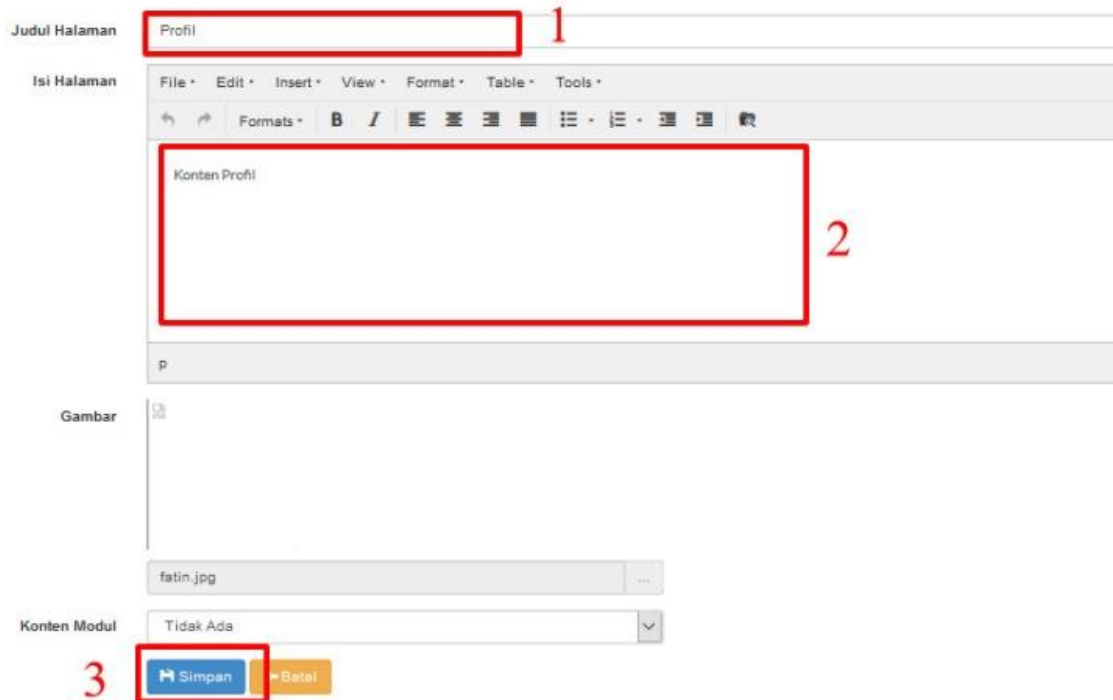 Judul Halaman Profil 1
Isi Halaman File Edit Insert View Format Table Tools
Formats B I
Konten Profil
2
p
Gambar
fatin.jpg ...
Konten Modul Tidak Ada
3 Simpan Batal